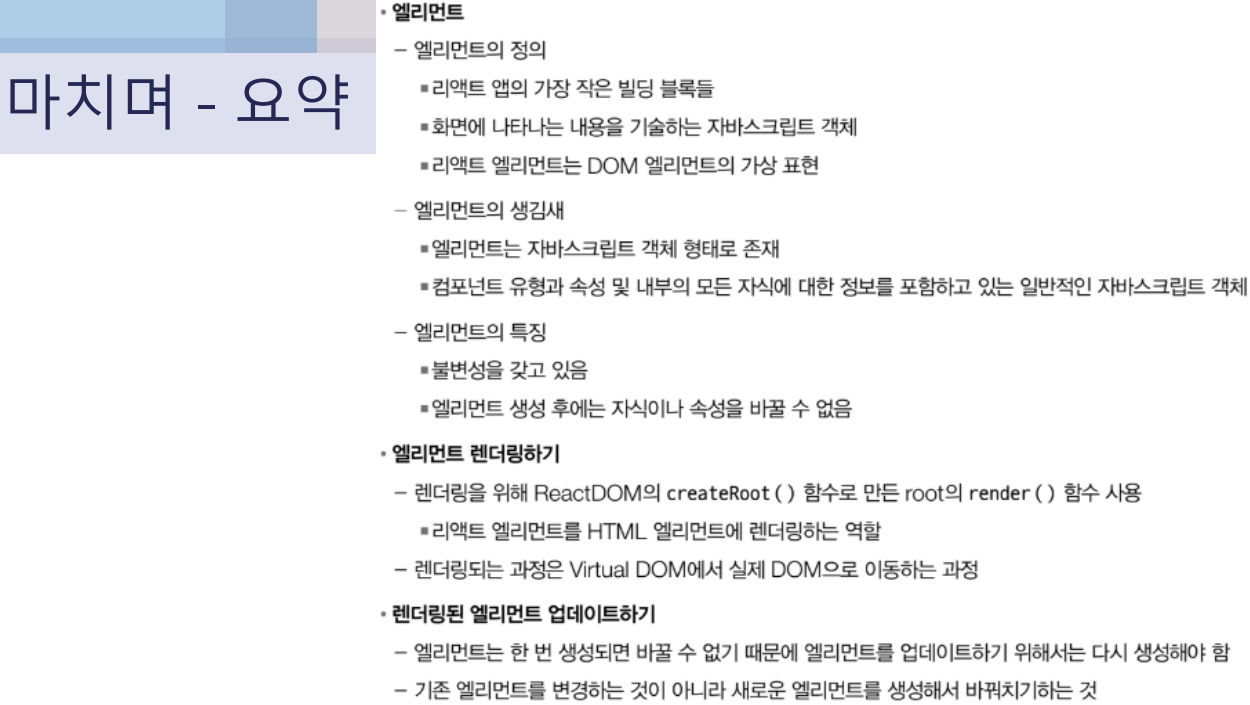 마치며 - 요약
• 엘리먼트
– 엘리먼트의 정의
▪ 리액트 앱의 가장 작은 빌딩 블록들
▪ 화면에 나타나는 내용을 기술하는 자바스크립트 객체
▪ 리액트 엘리먼트는 DOM 엘리먼트의 가상 표현
– 엘리먼트의 생김새
▪ 엘리먼트는 자바스크립트 객체 형태로 존재
▪ 컴포넌트 유형과 속성 및 내부의 모든 자식에 대한 정보를 포함하고 있는 일반적인 자바스크립트 객체
– 엘리먼트의 특징
▪ 불변성을 갖고 있음
▪ 엘리먼트 생성 후에는 자식이나 속성을 바꿀 수 없음
• 엘리먼트 렌더링하기
– 렌더링을 위해 ReactDOM의 createRoot() 함수로 만든 root의 render() 함수 사용
▪ 리액트 엘리먼트를 HTML 엘리먼트에 렌더링하는 역할
– 렌더링되는 과정은 Virtual DOM에서 실제 DOM으로 이동하는 과정
• 렌더링된 엘리먼트 업데이트하기
– 엘리먼트는 한 번 생성되면 바꿀 수 없기 때문에 엘리먼트를 업데이트하기 위해서는 다시 생성해야 함
– 기존 엘리먼트를 변경하는 것이 아니라 새로운 엘리먼트를 생성해서 바꿔치기하는 것